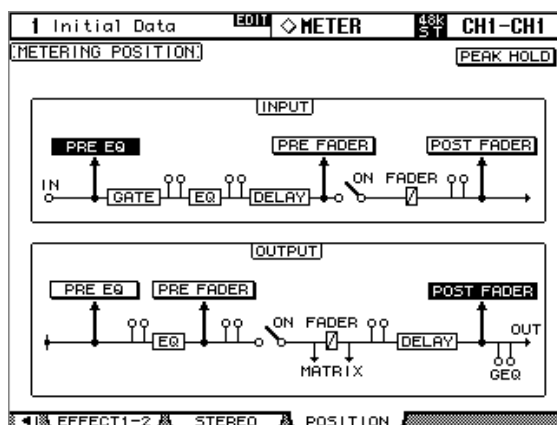 1 Initial Data EDIT ◇METER 48K ST CH1-CH1
METERING POSITION PEAK HOLD
INPUT
PRE EQ PRE FADER POST FADER
IN GATE EQ DELAY ON FADER
OUTPUT
PRE EQ PRE FADER POST FADER
EQ ON FADER DELAY OUT
MATRIX GEQ
EFFECT1-2 STEREO POSITION